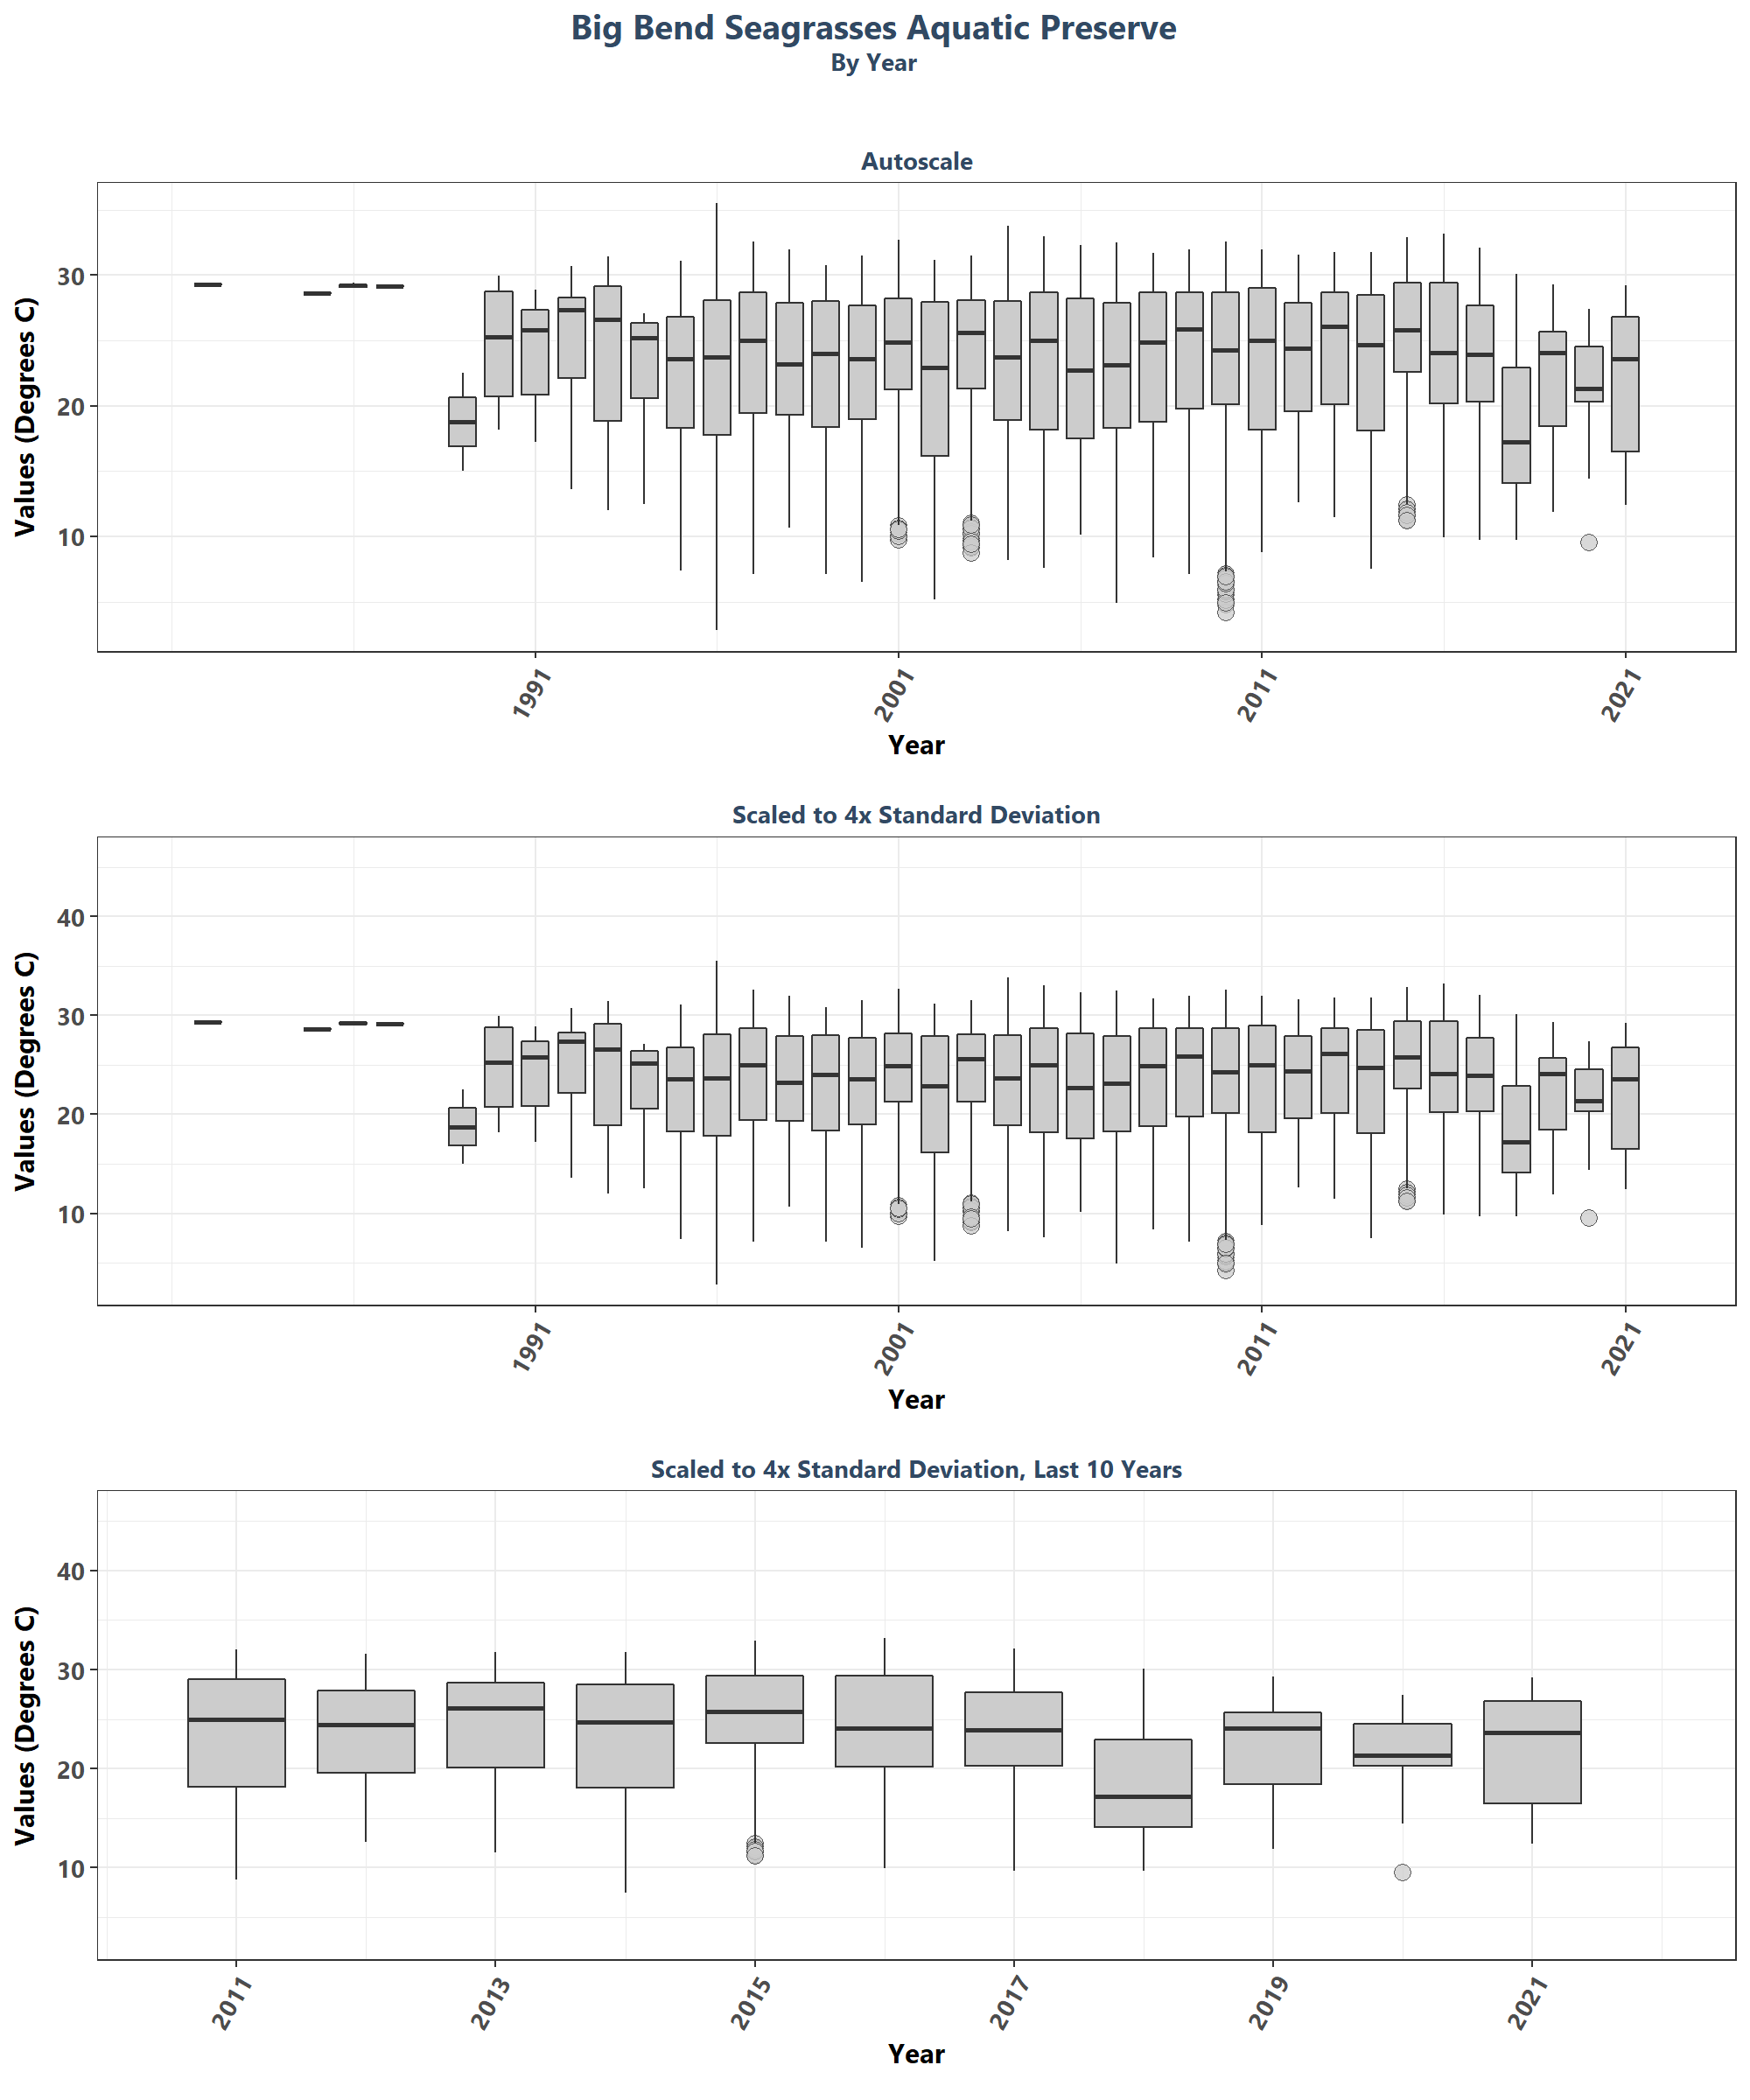 Big Bend Seagrasses Aquatic Preserve
By Year
Autoscale
Values (Degrees C)
30
20
10
1991
2001
2011
2021
Year
Scaled to 4x Standard Deviation
Values (Degrees C)
40
30
20
10
1991
2001
2011
2021
Year
Scaled to 4x Standard Deviation, Last 10 Years
Values (Degrees C)
40
30
20
10
2011
2013
2015
2017
2019
2021
Year